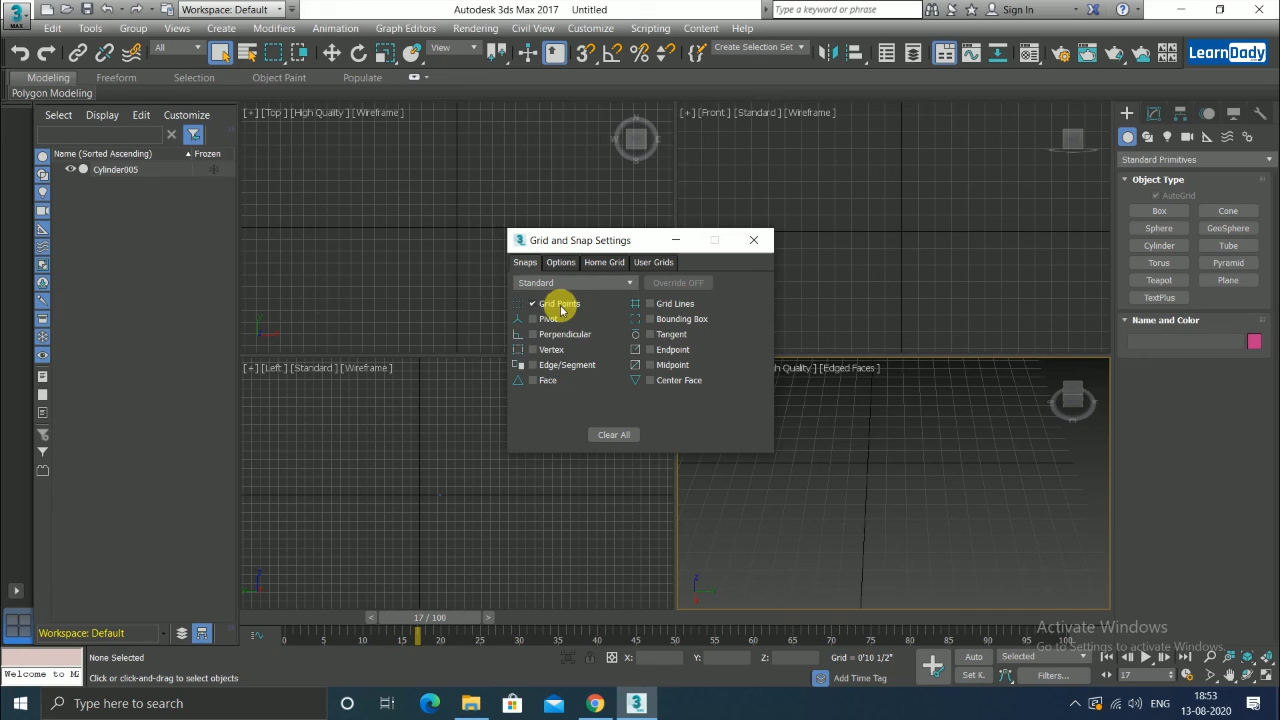 Workspace: Default
Autodesk 3ds Max 2017 Untitled
Type a keyword or phrase
Sign In
MAX
Edit Tools Group Views Create Modifiers Animation Graph Editors Rendering Civil View Customize Scripting Content Help
All
View
Create Selection Set
LearnDady
Modeling Freeform Selection Object Paint Populate
Polygon Modeling
Select Display Edit Customize
Name (Sorted Ascending) ▲ Frozen
Cylinder005
[+] [Top] [High Quality] [Wireframe]
[+] [Front] [Standard] [Wireframe]
[+] [Left] [Standard] [Wireframe]
h Quality] [Edged Faces]
Grid and Snap Settings
Snaps Options Home Grid User Grids
Standard
Override OFF
Grid Points
Grid Lines
Pivot
Bounding Box
Perpendicular
Tangent
Vertex
Endpoint
Edge/Segment
Midpoint
Face
Center Face
Clear All
Standard Primitives
Object Type
AutoGrid
Box Cone
Sphere GeoSphere
Cylinder Tube
Torus Pyramid
Teapot Plane
TextPlus
Name and Color
< 17 / 100 >
Workspace: Default
0 5 10 15 20 25 30 35 40 45 50 55 60 65 70 75 80 85 90 95 100
Activate Windows
Go to Settings to activate Windows.
None Selected
X: Y: Z:
Grid = 0'10 1/2"
Auto
Selected
Welcome to MA
Click or click-and-drag to select objects
Add Time Tag
Set K.
Filters...
17
Type here to search
ENG
18:53
13-08-2020